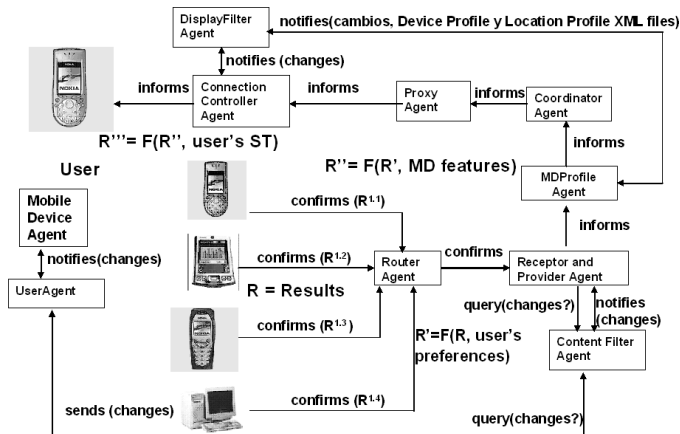 DisplayFilter
Agent
notifies(cambios, Device Profile y Location Profile XML files)
notifies (changes)
NOKIA
informs
Connection
Controller
Agent
informs
Proxy
Agent
informs
Coordinator
Agent
R'''= F(R'', user's ST)
informs
User
R''= F(R', MD features)
MDProfile
Agent
Mobile
Device
Agent
confirms (R1.1)
informs
notifies(changes)
confirms (R1.2)
Router
Agent
confirms
Receptor and
Provider Agent
UserAgent
R = Results
query(changes?)
notifies
(changes)
confirms (R1.3)
R'=F(R, user's
preferences)
Content Filter
Agent
sends (changes)
confirms (R1.4)
query(changes?)